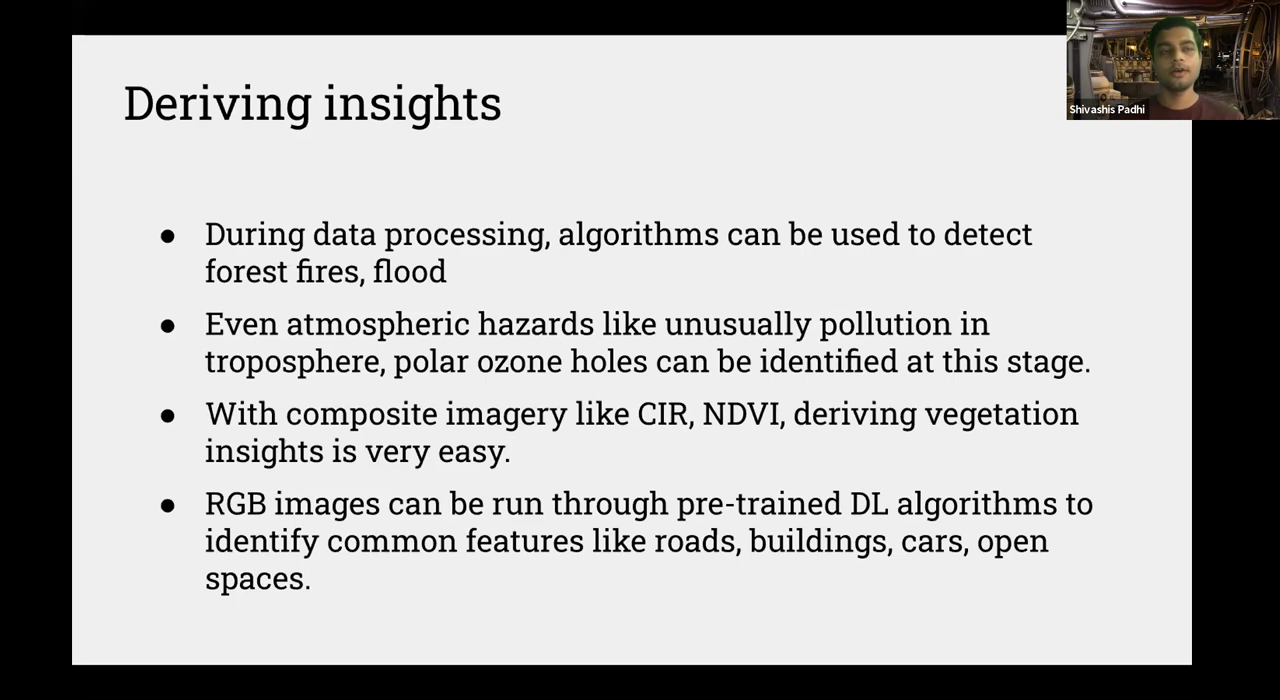 Deriving insights
Shivashis Padhi
● During data processing, algorithms can be used to detect
forest fires, flood
● Even atmospheric hazards like unusually pollution in
troposphere, polar ozone holes can be identified at this stage.
● With composite imagery like CIR, NDVI, deriving vegetation
insights is very easy.
● RGB images can be run through pre-trained DL algorithms to
identify common features like roads, buildings, cars, open
spaces.